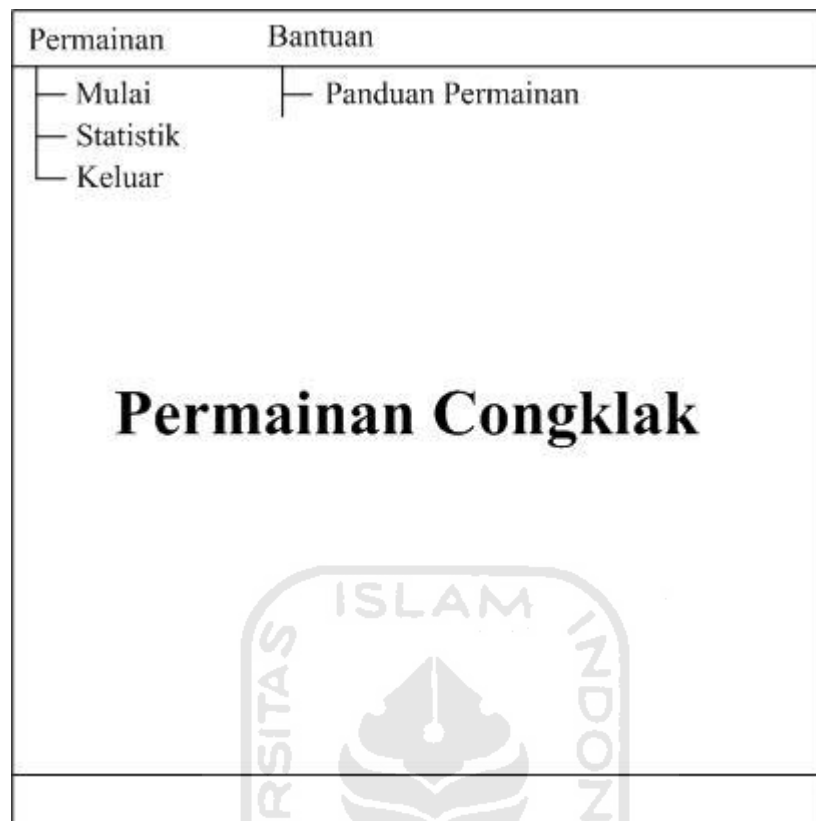 Permainan Bantuan
Mulai Panduan Permainan
Statistik
Keluar
Permainan Congklak
ISLAM